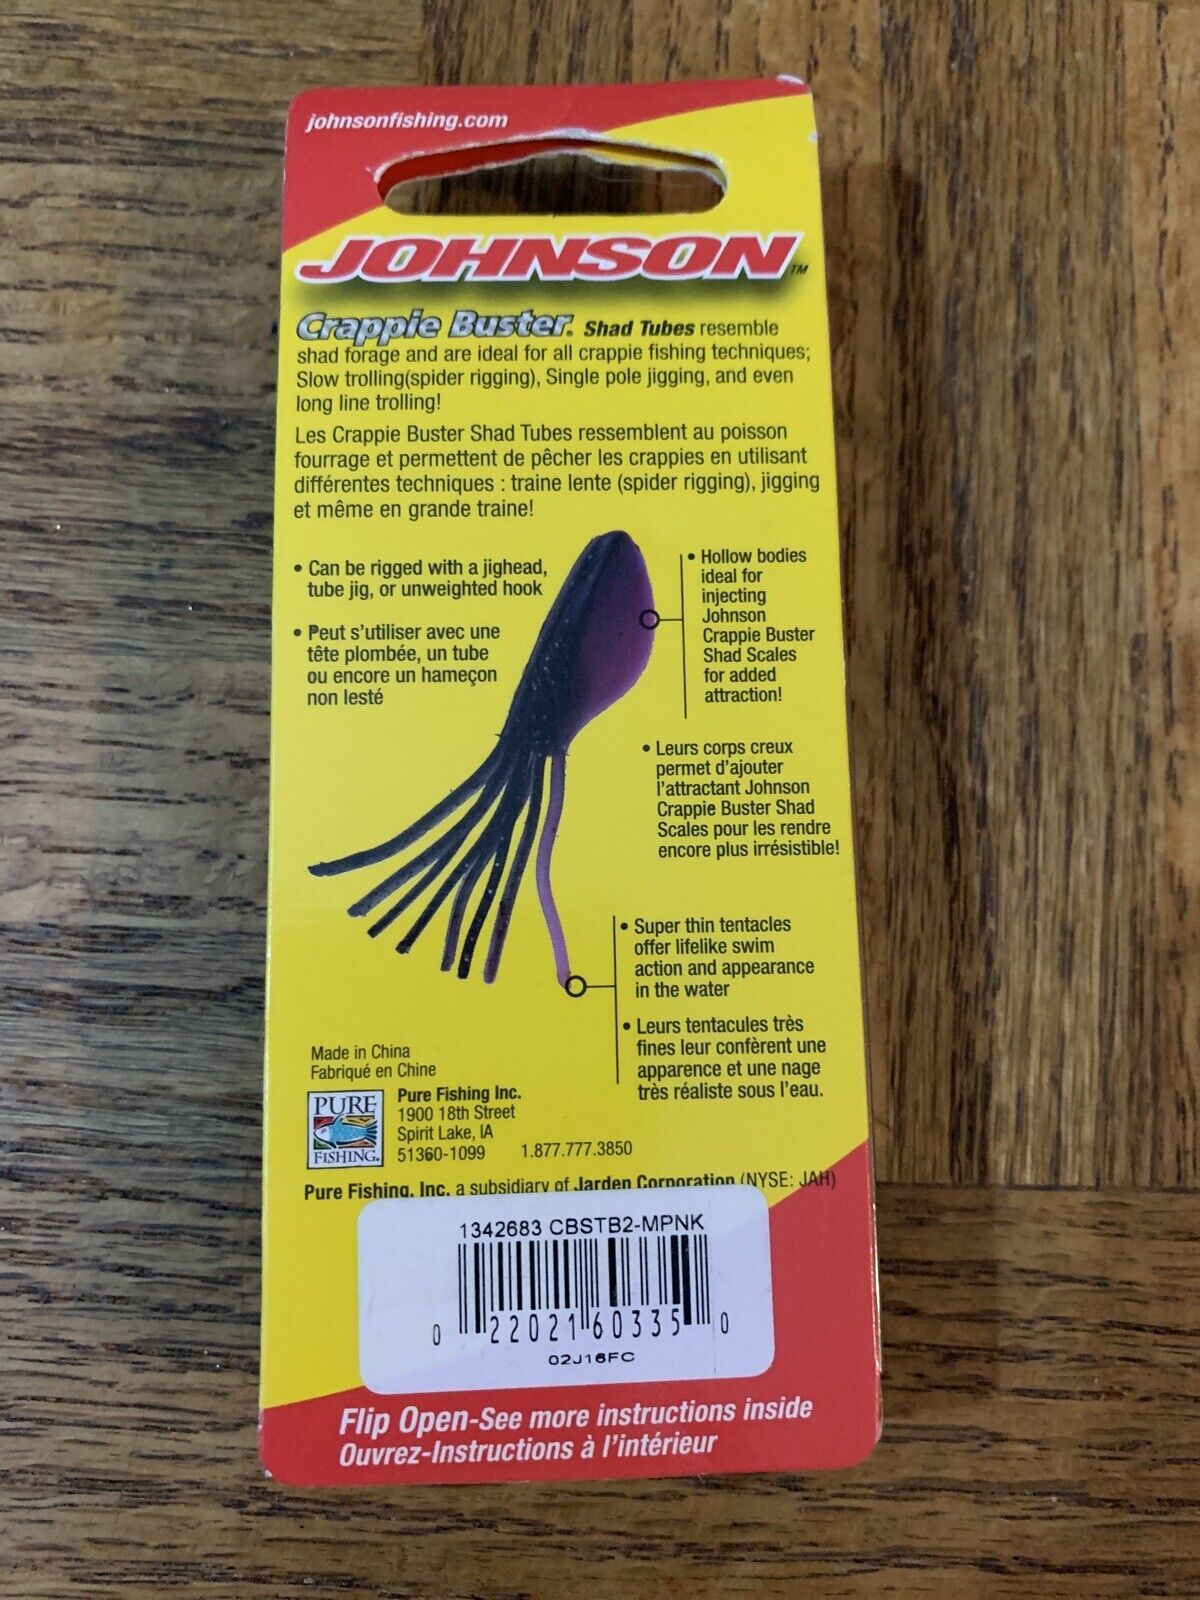 johnsonfishing.com
JOHNSON™
Crappie Buster® Shad Tubes resemble
shad forage and are ideal for all crappie fishing techniques;
Slow trolling(spider rigging), Single pole jigging, and even
long line trolling!
Les Crappie Buster Shad Tubes ressemblent au poisson
fourrage et permettent de pêcher les crappies en utilisant
différentes techniques : traine lente (spider rigging), jigging
et même en grande traine!
• Can be rigged with a jighead,
tube jig, or unweighted hook
• Peut s'utiliser avec une
tête plombée, un tube
ou encore un hameçon
non lesté
• Hollow bodies
ideal for
injecting
Johnson
Crappie Buster
Shad Scales
for added
attraction!
• Leurs corps creux
permet d'ajouter
l'attractant Johnson
Crappie Buster Shad
Scales pour les rendre
encore plus irrésistible!
• Super thin tentacles
offer lifelike swim
action and appearance
in the water
• Leurs tentacules très
fines leur confèrent une
apparence et une nage
très réaliste sous l'eau.
Made in China
Fabriqué en Chine
PURE
FISHING.
Pure Fishing Inc.
1900 18th Street
Spirit Lake, IA
51360-1099 1.877.777.3850
Pure Fishing, Inc. a subsidiary of Jarden Corporation (NYSE: JAH)
1342683 CBSTB2-MPNK
0 22021 60335 0
02J16FC
Flip Open-See more instructions inside
Ouvrez-Instructions à l'intérieur